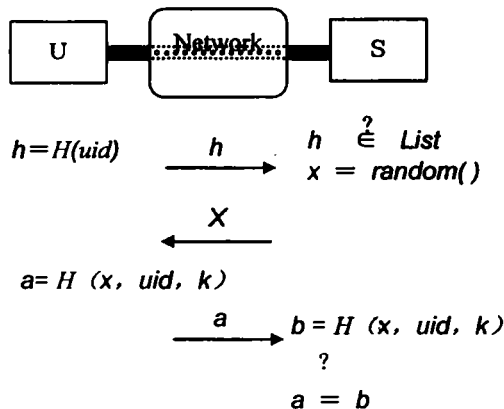 U
Network
S
h=H(uid)
h
h ∈? List
x = random()
X
a= H (x, uid, k)
a
b = H (x, uid, k)
?
a = b